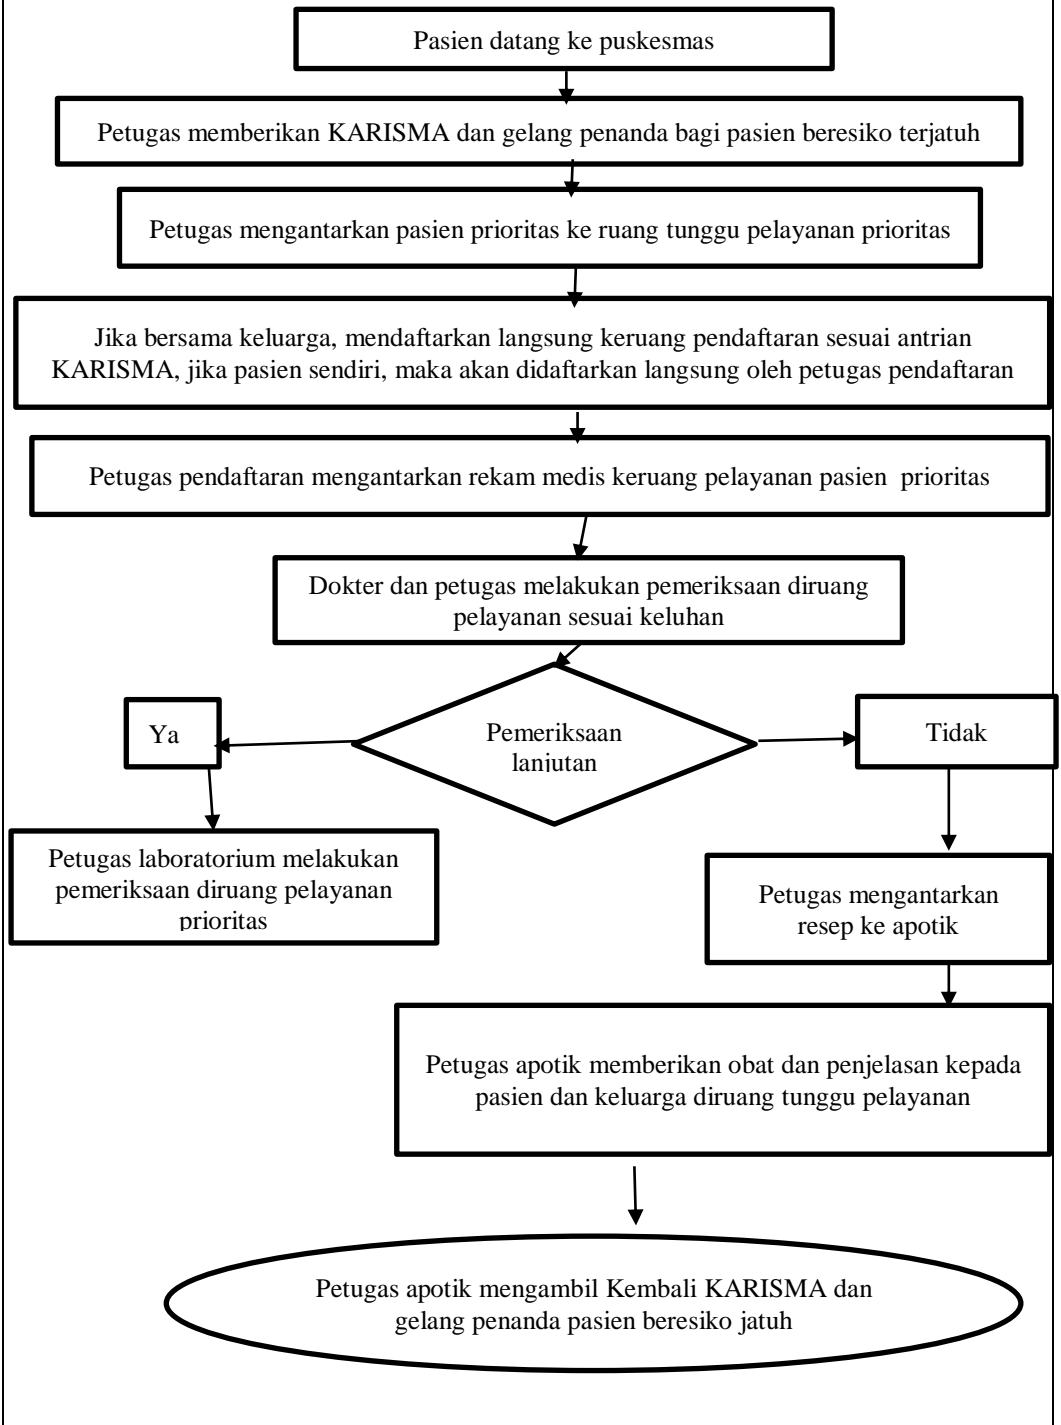 Pasien datang ke puskesmas
Petugas memberikan KARISMA dan gelang penanda bagi pasien beresiko terjatuh
Petugas mengantarkan pasien prioritas ke ruang tunggu pelayanan prioritas
Jika bersama keluarga, mendaftarkan langsung keruang pendaftaran sesuai antrian
KARISMA, jika pasien sendiri, maka akan didaftarkan langsung oleh petugas pendaftaran
Petugas pendaftaran mengantarkan rekam medis keruang pelayanan pasien  prioritas
Dokter dan petugas melakukan pemeriksaan diruang
pelayanan sesuai keluhan
Pemeriksaan
lanjutan
Ya
Tidak
Petugas laboratorium melakukan
pemeriksaan diruang pelayanan
prioritas
Petugas mengantarkan
resep ke apotik
Petugas apotik memberikan obat dan penjelasan kepada
pasien dan keluarga diruang tunggu pelayanan
Petugas apotik mengambil Kembali KARISMA dan
gelang penanda pasien beresiko jatuh